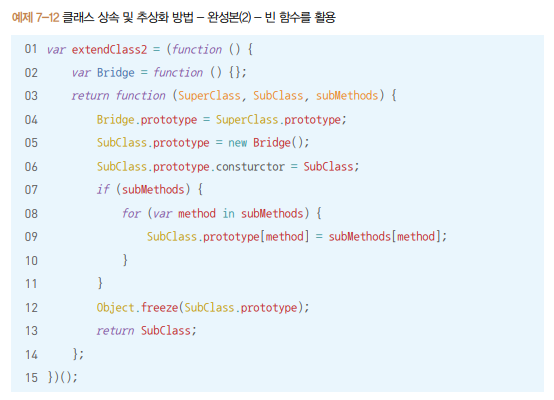 예제 7-12 클래스 상속 및 추상화 방법 - 완성본(2) - 빈 함수를 활용
01 var extendClass2 = (function () {
02 var Bridge = function () {};
03 return function (SuperClass, SubClass, subMethods) {
04 Bridge.prototype = SuperClass.prototype;
05 SubClass.prototype = new Bridge();
06 SubClass.prototype.consturctor = SubClass;
07 if (subMethods) {
08 for (var method in subMethods) {
09 SubClass.prototype[method] = subMethods[method];
10 }
11 }
12 Object.freeze(SubClass.prototype);
13 return SubClass;
14 };
15 })();